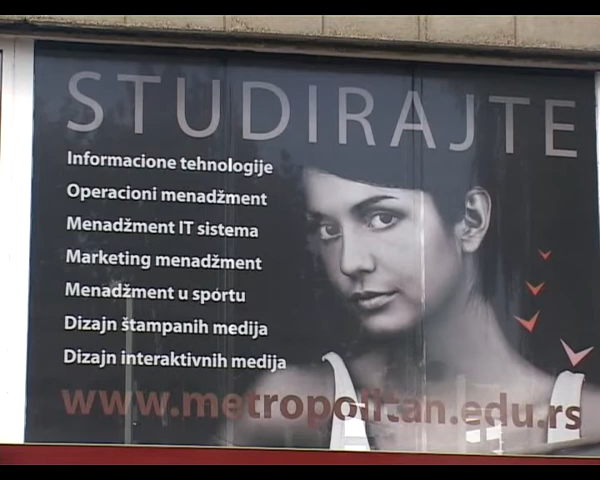 STUDIRAJTE
Informacione tehnologije
Operacioni menadžment
Menadžment IT sistema
Marketing menadžment
Menadžment u sportu
Dizajn štampanih medija
Dizajn interaktivnih medija
www.metropolitan.edu.rs